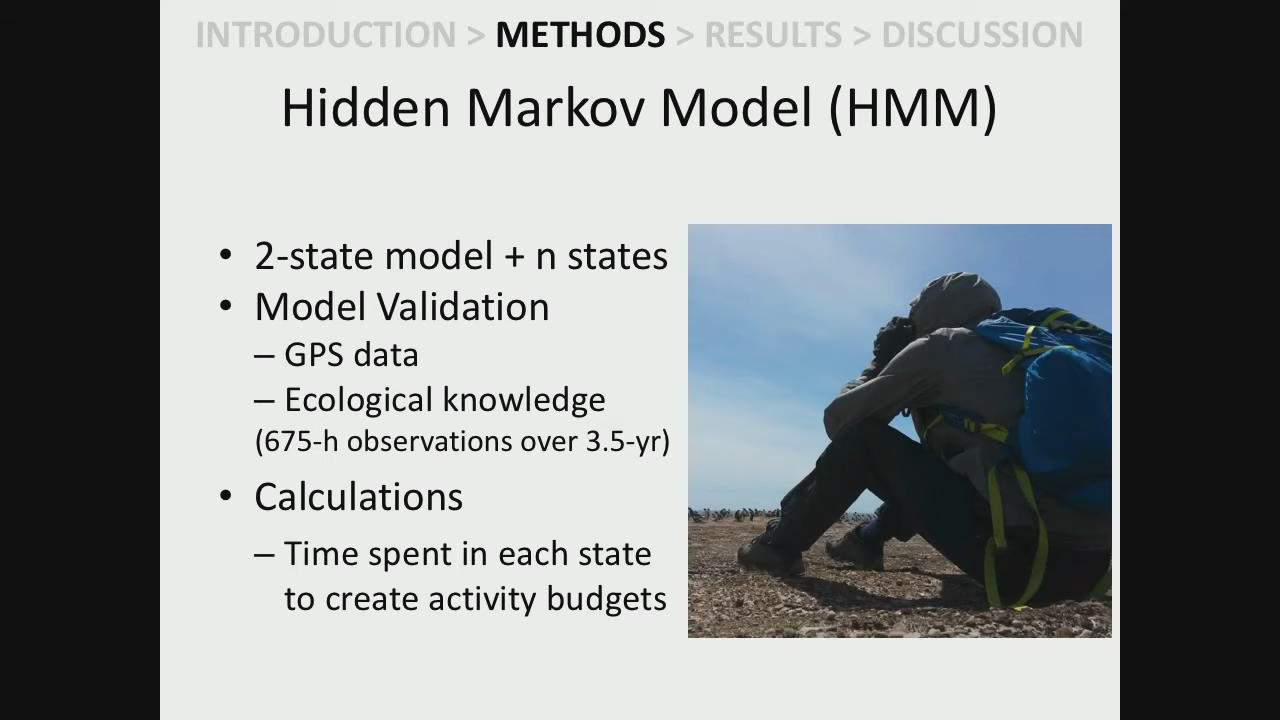 INTRODUCTION > METHODS > RESULTS > DISCUSSION
Hidden Markov Model (HMM)
• 2-state model + n states
• Model Validation
– GPS data
– Ecological knowledge
(675-h observations over 3.5-yr)
• Calculations
– Time spent in each state
to create activity budgets